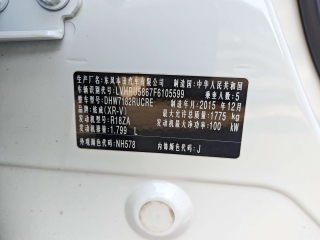 生产厂名: 东风本田汽车有限公司 制造国: 中华人民共和国
车辆识别代号: LVHRU5867F6105599 乘坐人数: 5
整车型号: DHW7182RUCRE 制造年月: 2015 年 12月
品牌: 炫威(XR-V) 最大允许总质量: 1775 kg
发动机型号: R18ZA 发动机最大净功率: 100 kW
发动机排量: 1.799 L
外观颜色代码: NH578 内饰颜色代码: J